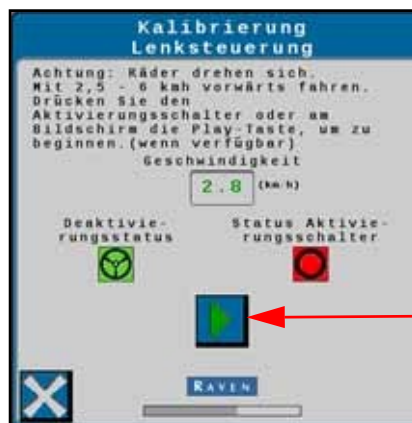 Kalibrierung
Lenksteuerung
Achtung: Räder drehen sich.
Mit 2,5 - 6 kmh vorwärts fahren.
Drücken Sie den
Aktivierungsschalter oder am
Bildschirm die Play-Taste, um zu
beginnen.(wenn verfügbar)
Geschwindigkeit
2.8 (km/h)
Deaktivie- Status Aktivie-
rungsstatus rungsschalter
RAVEN